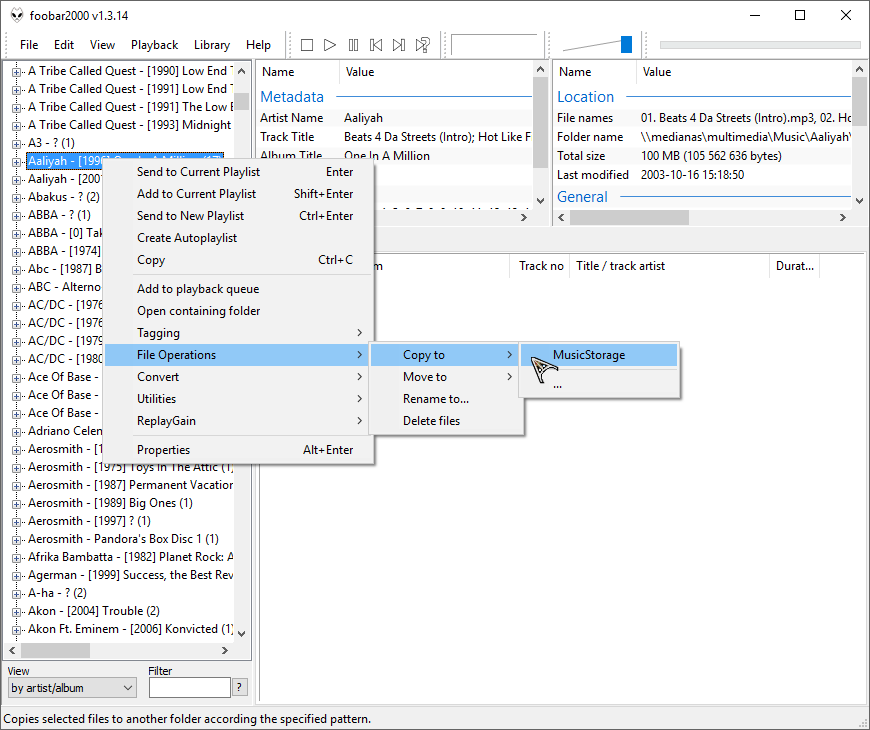 foobar2000 v1.3.14
File Edit View Playback Library Help
A Tribe Called Quest - [1990] Low End T
A Tribe Called Quest - [1991] Low End T
A Tribe Called Quest - [1991] The Low E
A Tribe Called Quest - [1993] Midnight
A3 - ? (1)
Aaliyah - [1996]
Aaliyah - [200
Abakus - ? (2)
ABBA - ? (1)
ABBA - [0] Tak
ABBA - [1974]
Abc - [1987] B
ABC - Alterno
AC/DC - [1976
AC/DC - [1976
AC/DC - [1979
AC/DC - [1980
Ace Of Base -
Ace Of Base -
Ace Of Base -
Adriano Celen
Aerosmith - [1
Aerosmith - [1975] Toys In The Attic (1)
Aerosmith - [1987] Permanent Vacation
Aerosmith - [1989] Big Ones (1)
Aerosmith - [1997] ? (1)
Aerosmith - Pandora's Box Disc 1 (1)
Afrika Bambatta - [1982] Planet Rock: A
Agerman - [1999] Success, the Best Rev
A-ha - ? (2)
Akon - [2004] Trouble (2)
Akon Ft. Eminem - [2006] Konvicted (1)
View
by artist/album
Filter
?
Name Value
Metadata
Artist Name Aaliyah
Track Title Beats 4 Da Streets (Intro); Hot Like F
Album Title One In A Million
Name Value
Location
File names 01. Beats 4 Da Streets (Intro).mp3, 02. Ho
Folder name \\medianas\multimedia\Music\Aaliyah\
Total size 100 MB (105 562 636 bytes)
Last modified 2003-10-16 15:18:50
General
m Track no Title / track artist Durat...
Send to Current Playlist Enter
Add to Current Playlist Shift+Enter
Send to New Playlist Ctrl+Enter
Create Autoplaylist
Copy Ctrl+C
Add to playback queue
Open containing folder
Tagging
File Operations
Convert
Utilities
ReplayGain
Properties Alt+Enter
Copy to
Move to
Rename to...
Delete files
MusicStorage
...
Copies selected files to another folder according the specified pattern.